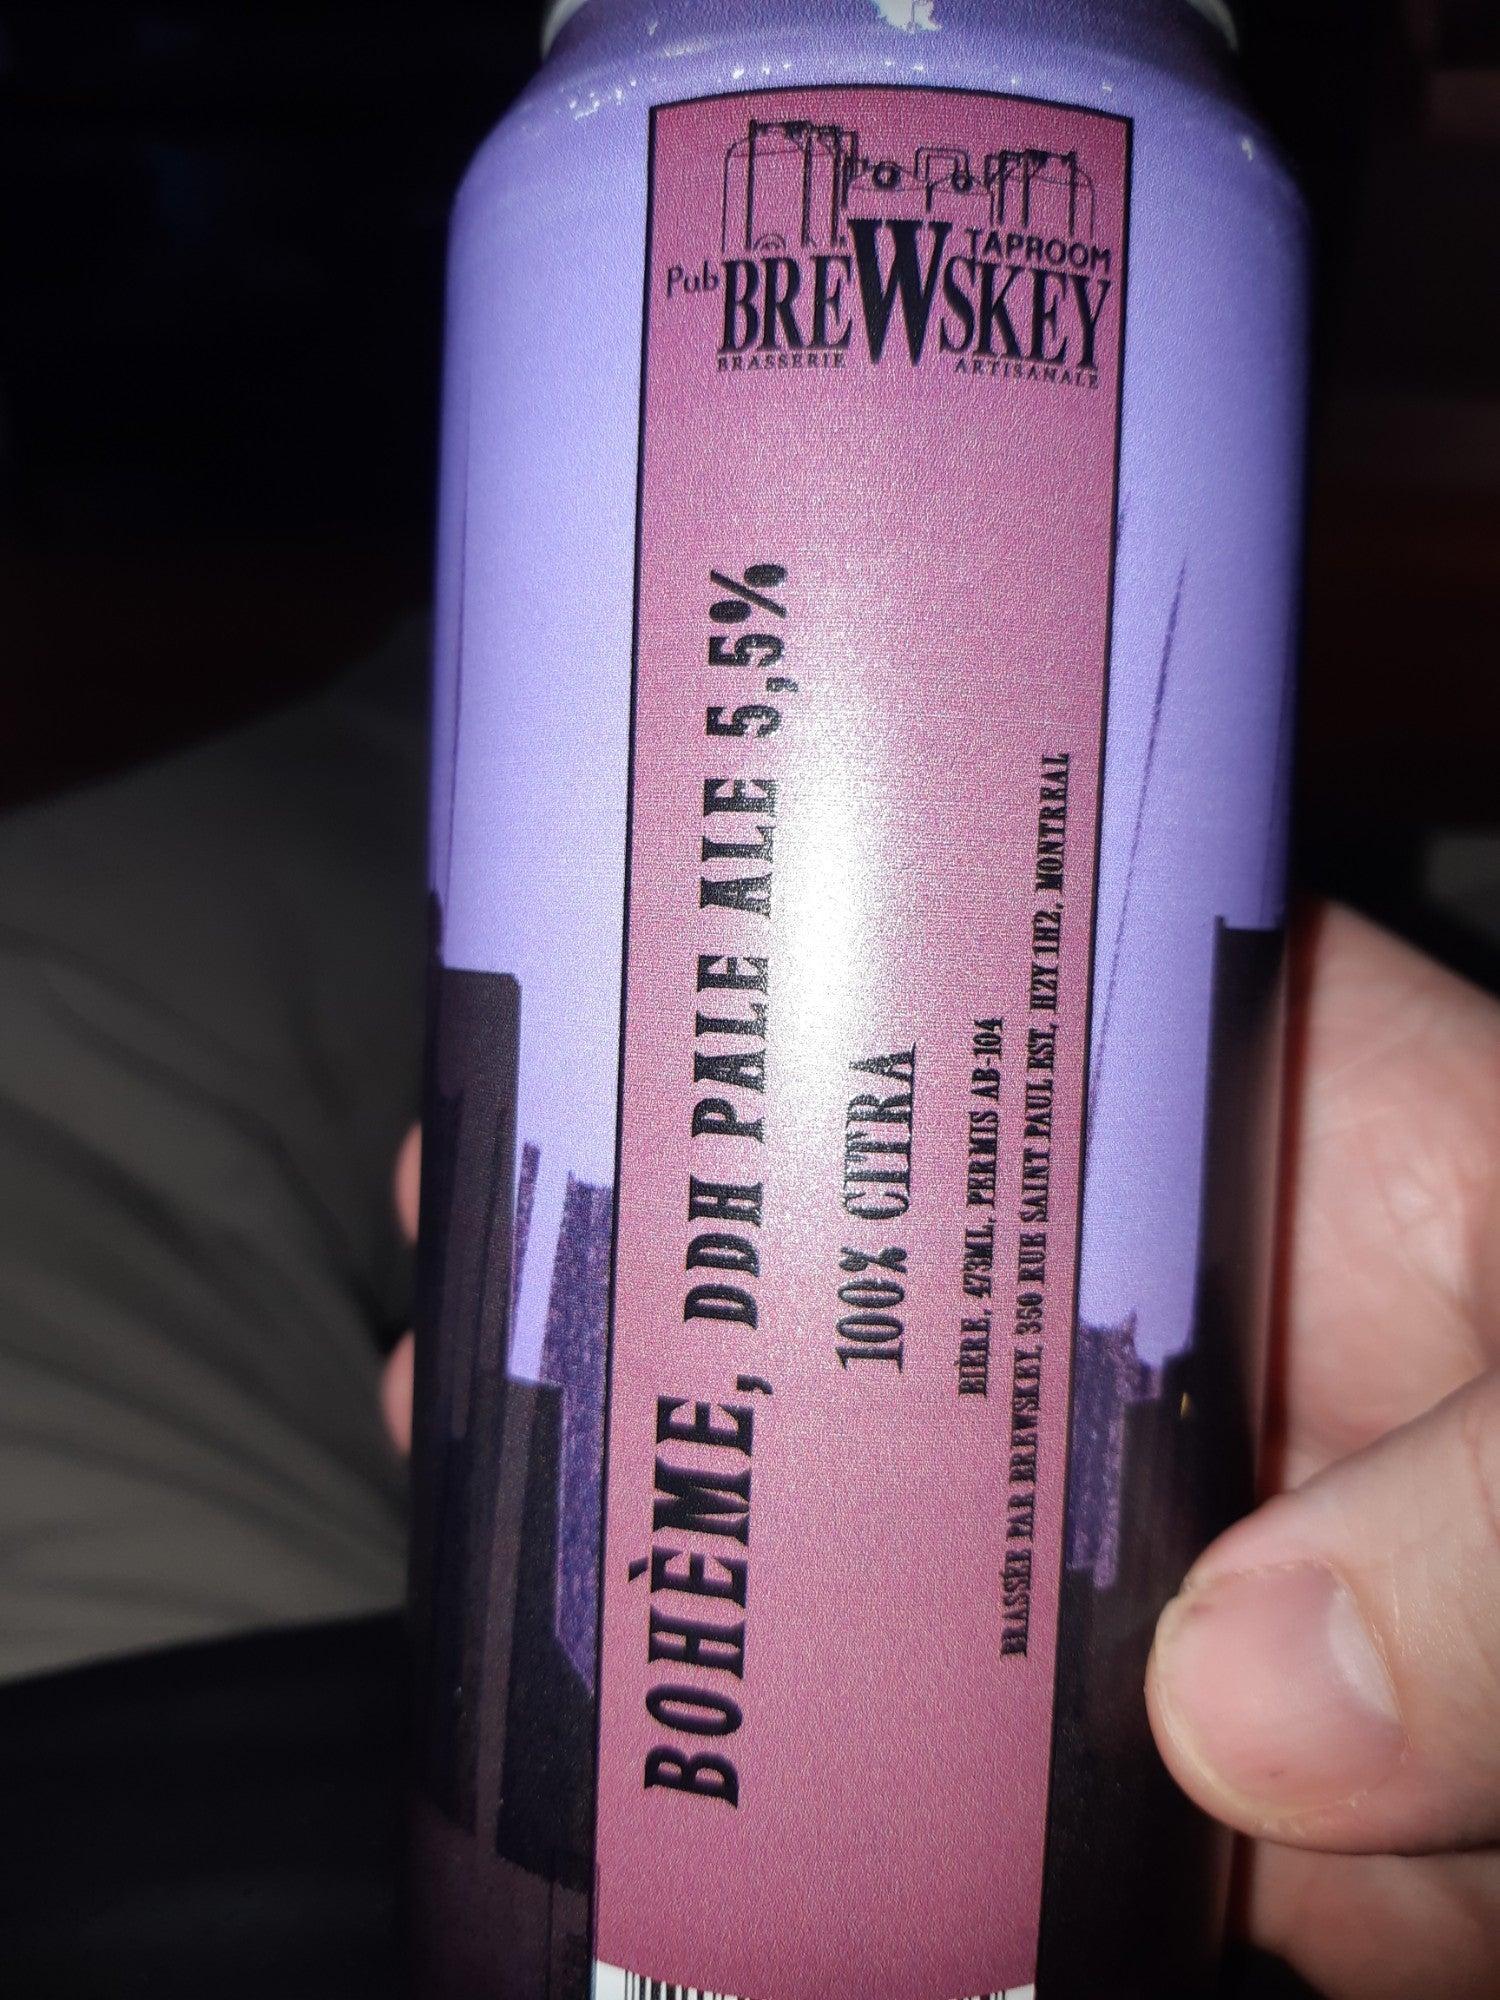 Pub
TAPROOM
BREWSKEY
BRASSERIE ARTISANALE
BOHÈME, DDH PALE ALE 5,5%
100% CITRA
BIÈRE, 473ML, PERMIS AB-104
BRASSÉE PAR BREWSKEY, 350 RUE SAINT PAUL EST, H2Y 1H2, MONTREAL